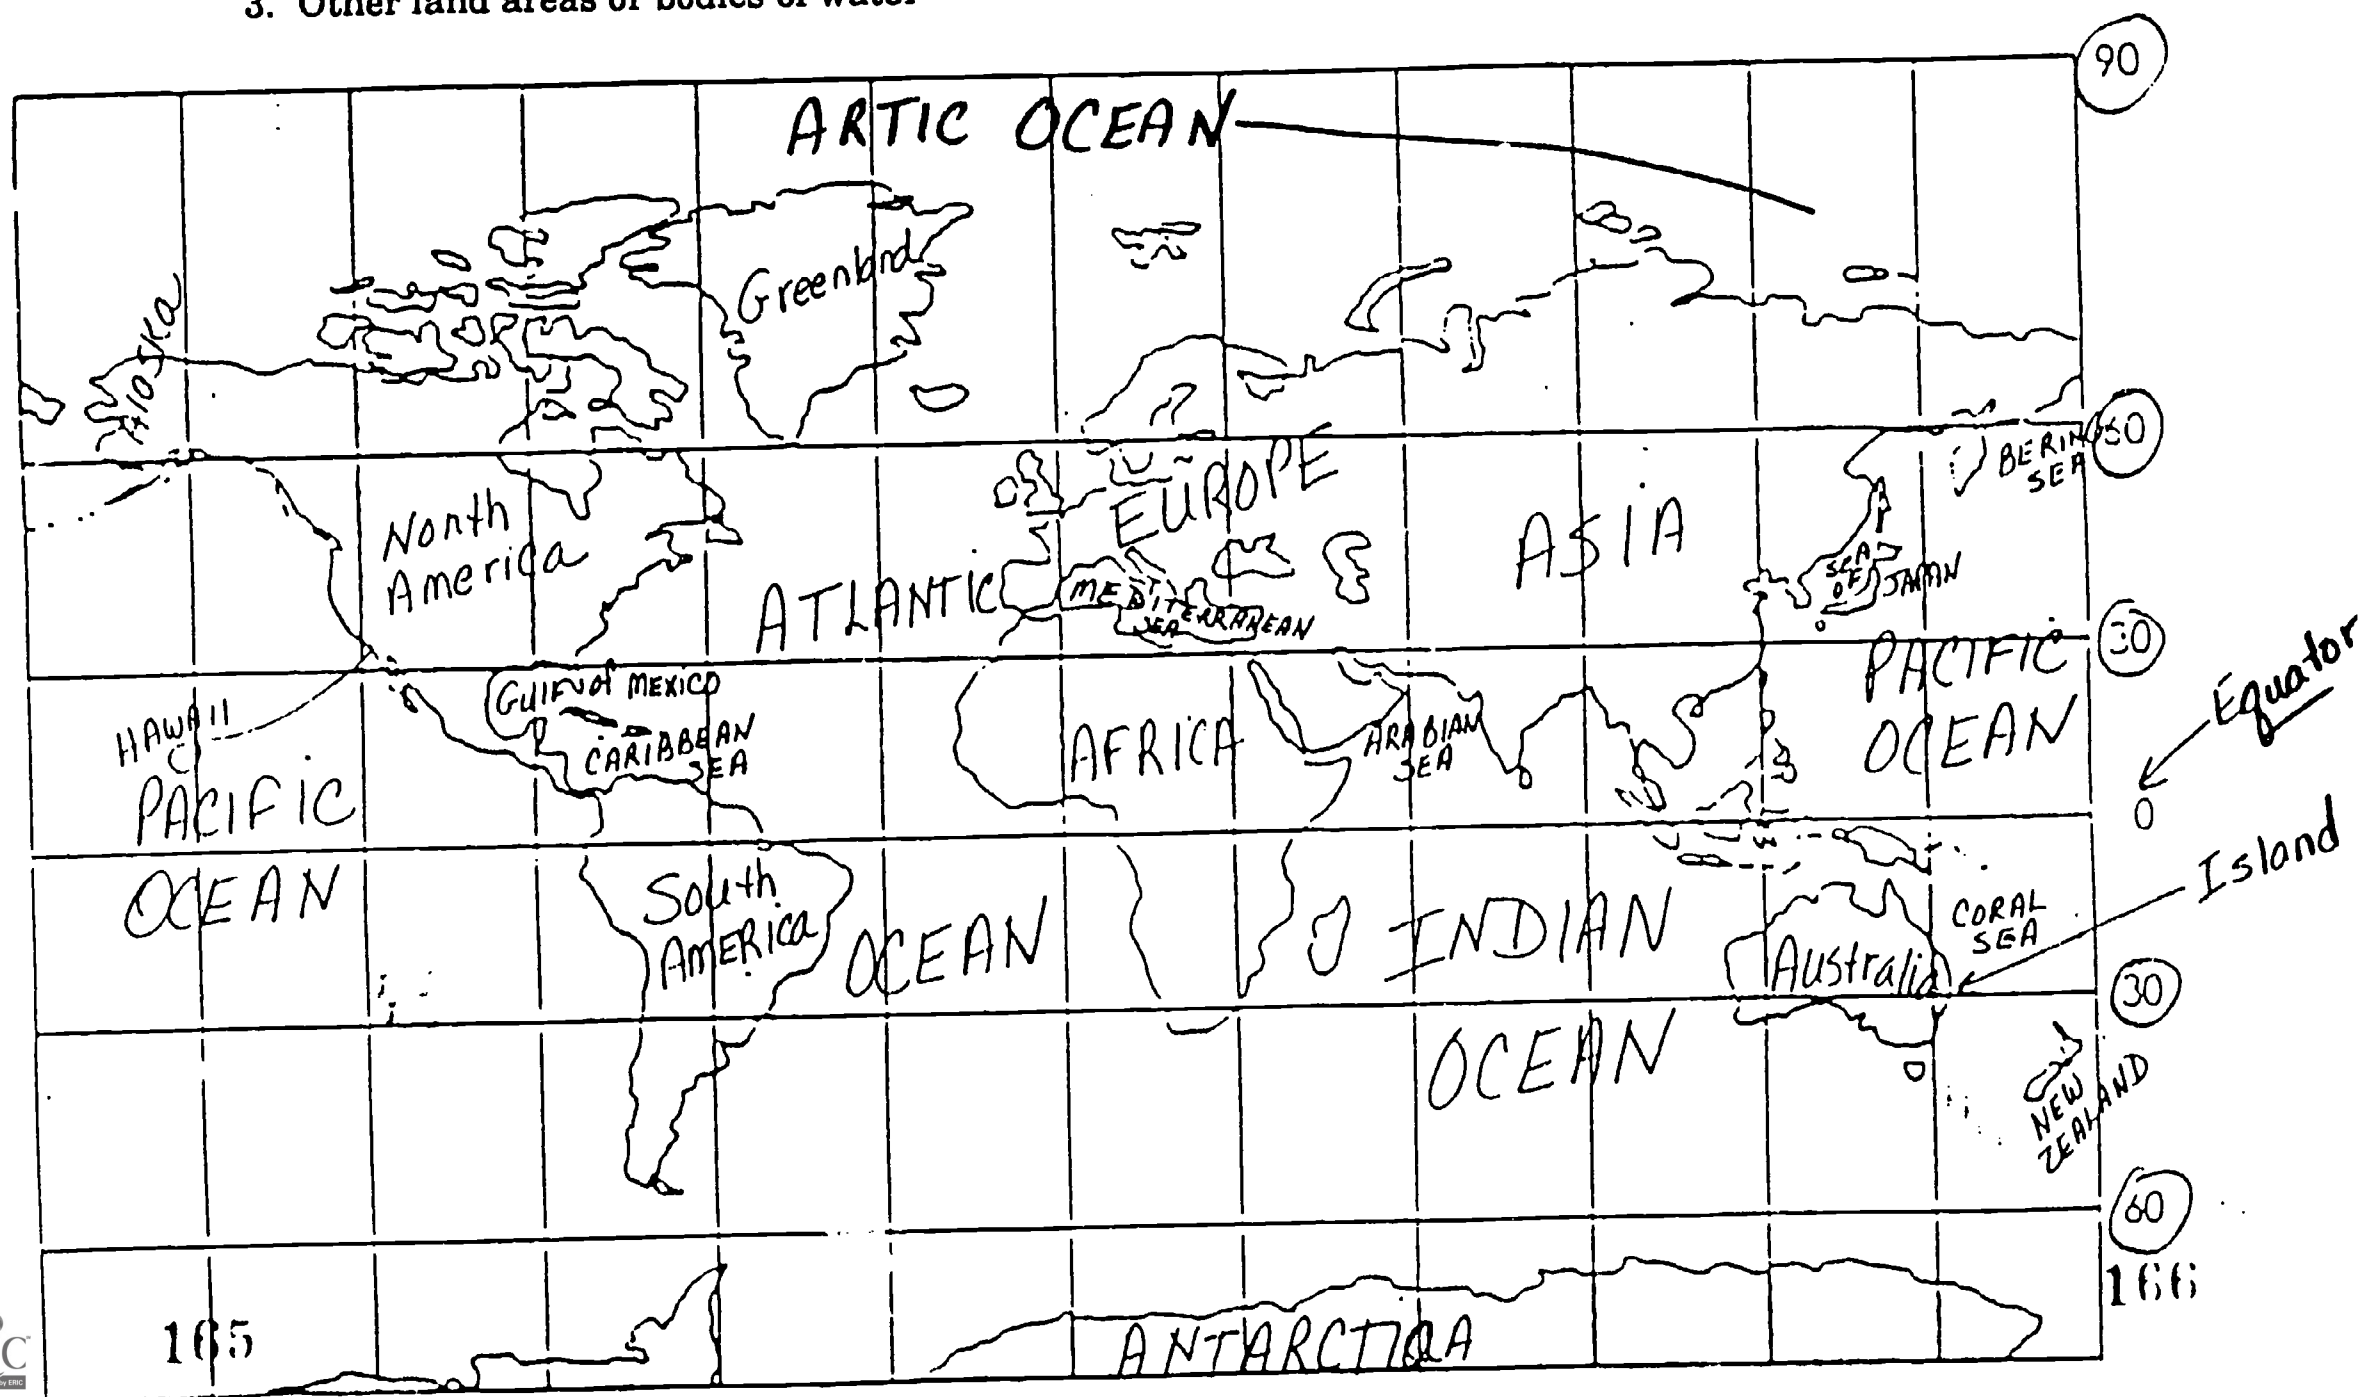 3. Other land areas or bodies of water
90
ARTIC OCEAN
Greenland
Alaska
60
BERING
SEA
EUROPE
North
America
ASIA
ATLANTIC
MEDITERRANEAN
SEA
SEA
OF JAPAN
30
PACIFIC
OCEAN
Equator
GUlF of MEXICO
HAWAII
CARIBBEAN
SEA
AFRICA
ARABIAN
SEA
PACIFIC
OCEAN
0
Island
South
AMERICA
OCEAN
INDIAN
OCEAN
CORAL
SEA
Australia
30
NEW
ZEALAND
60
166
165
ANTARCTICA